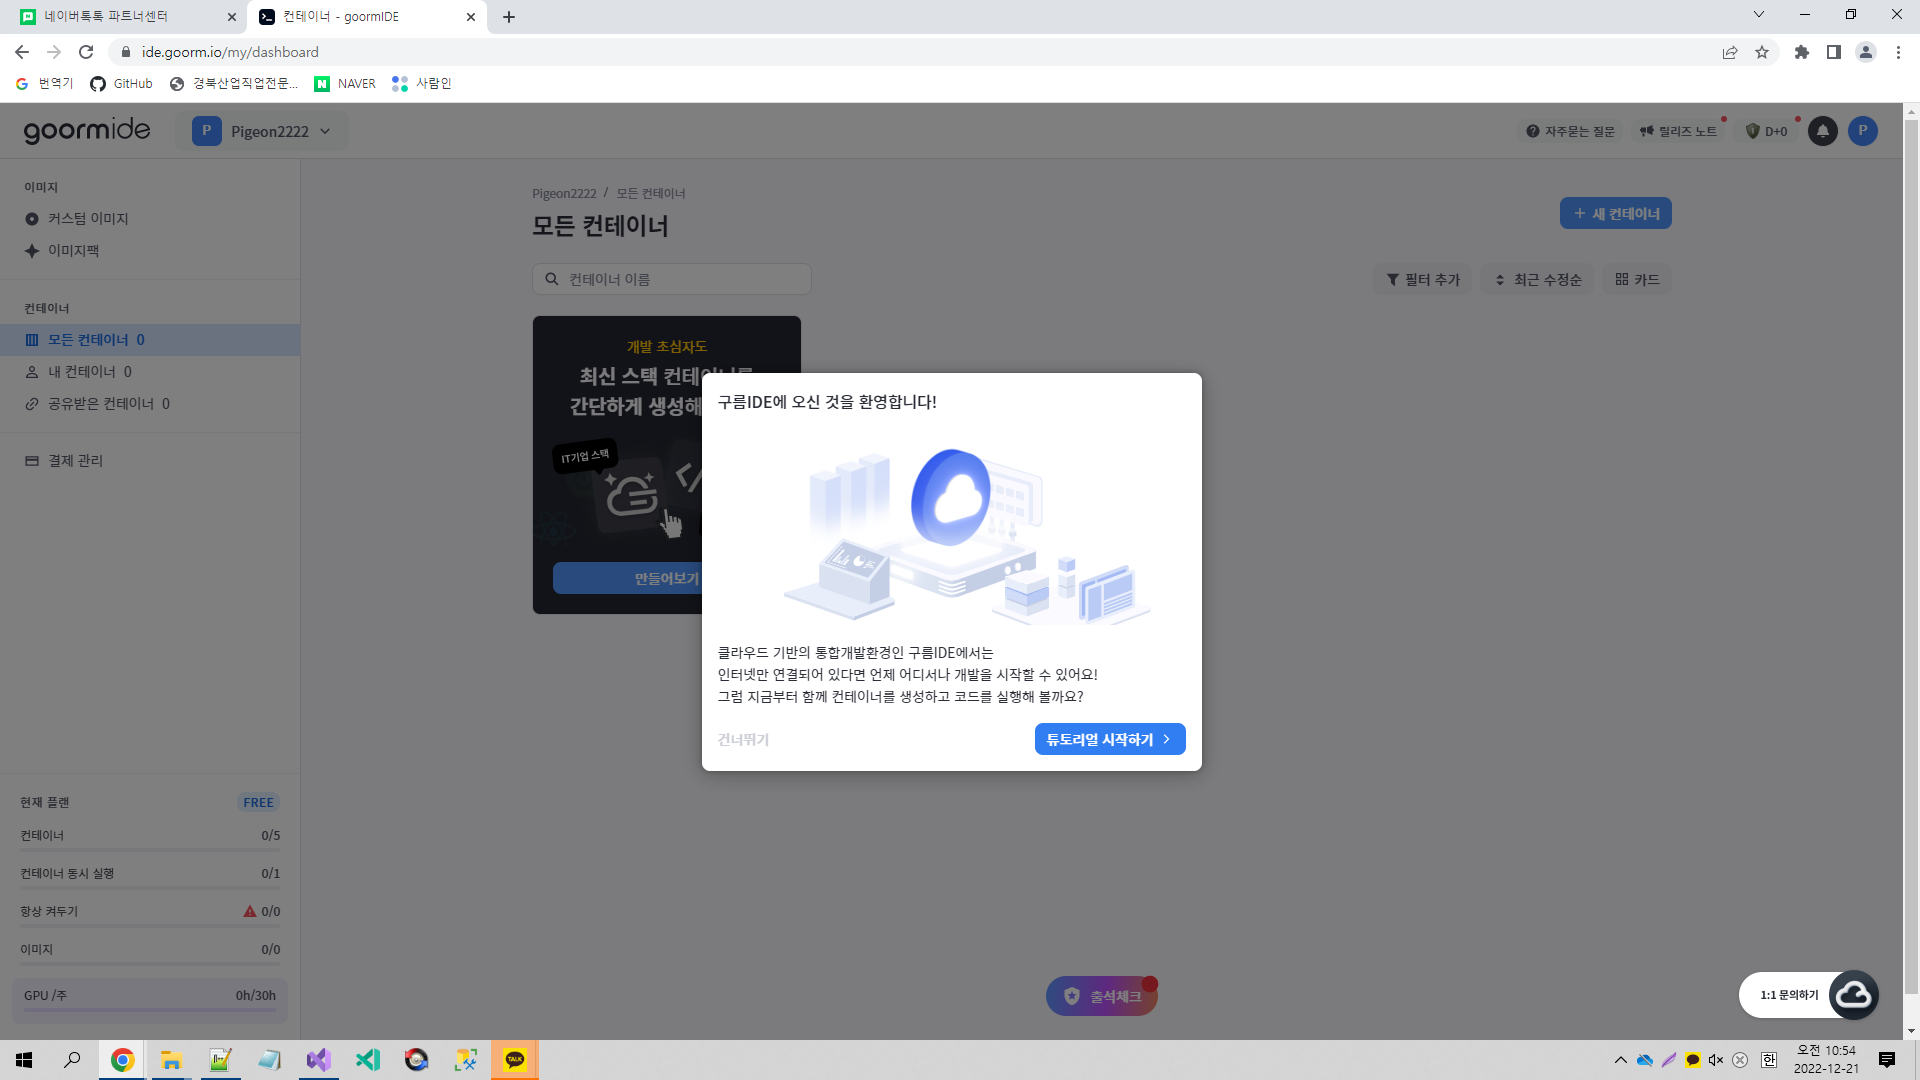 네이버톡톡 파트너센터
컨테이너 - goormIDE
ide.goorm.io/my/dashboard
번역기
GitHub
경북산업직업전문...
NAVER
사람인
goormide
P
Pigeon2222
자주묻는 질문
릴리즈 노트
D+0
P
이미지
커스텀 이미지
이미지팩
컨테이너
모든 컨테이너 0
내 컨테이너 0
공유받은 컨테이너 0
결제 관리
Pigeon2222 / 모든 컨테이너
모든 컨테이너
+ 새 컨테이너
컨테이너 이름
필터 추가
최근 수정순
카드
개발 초심자도
최신 스택 컨테이너를
간단하게 생성해
IT기업 스택
만들어보기
구름IDE에 오신 것을 환영합니다!
클라우드 기반의 통합개발환경인 구름IDE에서는
인터넷만 연결되어 있다면 언제 어디서나 개발을 시작할 수 있어요!
그럼 지금부터 함께 컨테이너를 생성하고 코드를 실행해 볼까요?
건너뛰기
튜토리얼 시작하기
현재 플랜
FREE
컨테이너 0/5
컨테이너 동시 실행 0/1
항상 켜두기 0/0
이미지 0/0
GPU /주 0h/30h
출석체크
1:1 문의하기
TALK
한
오전 10:54
2022-12-21